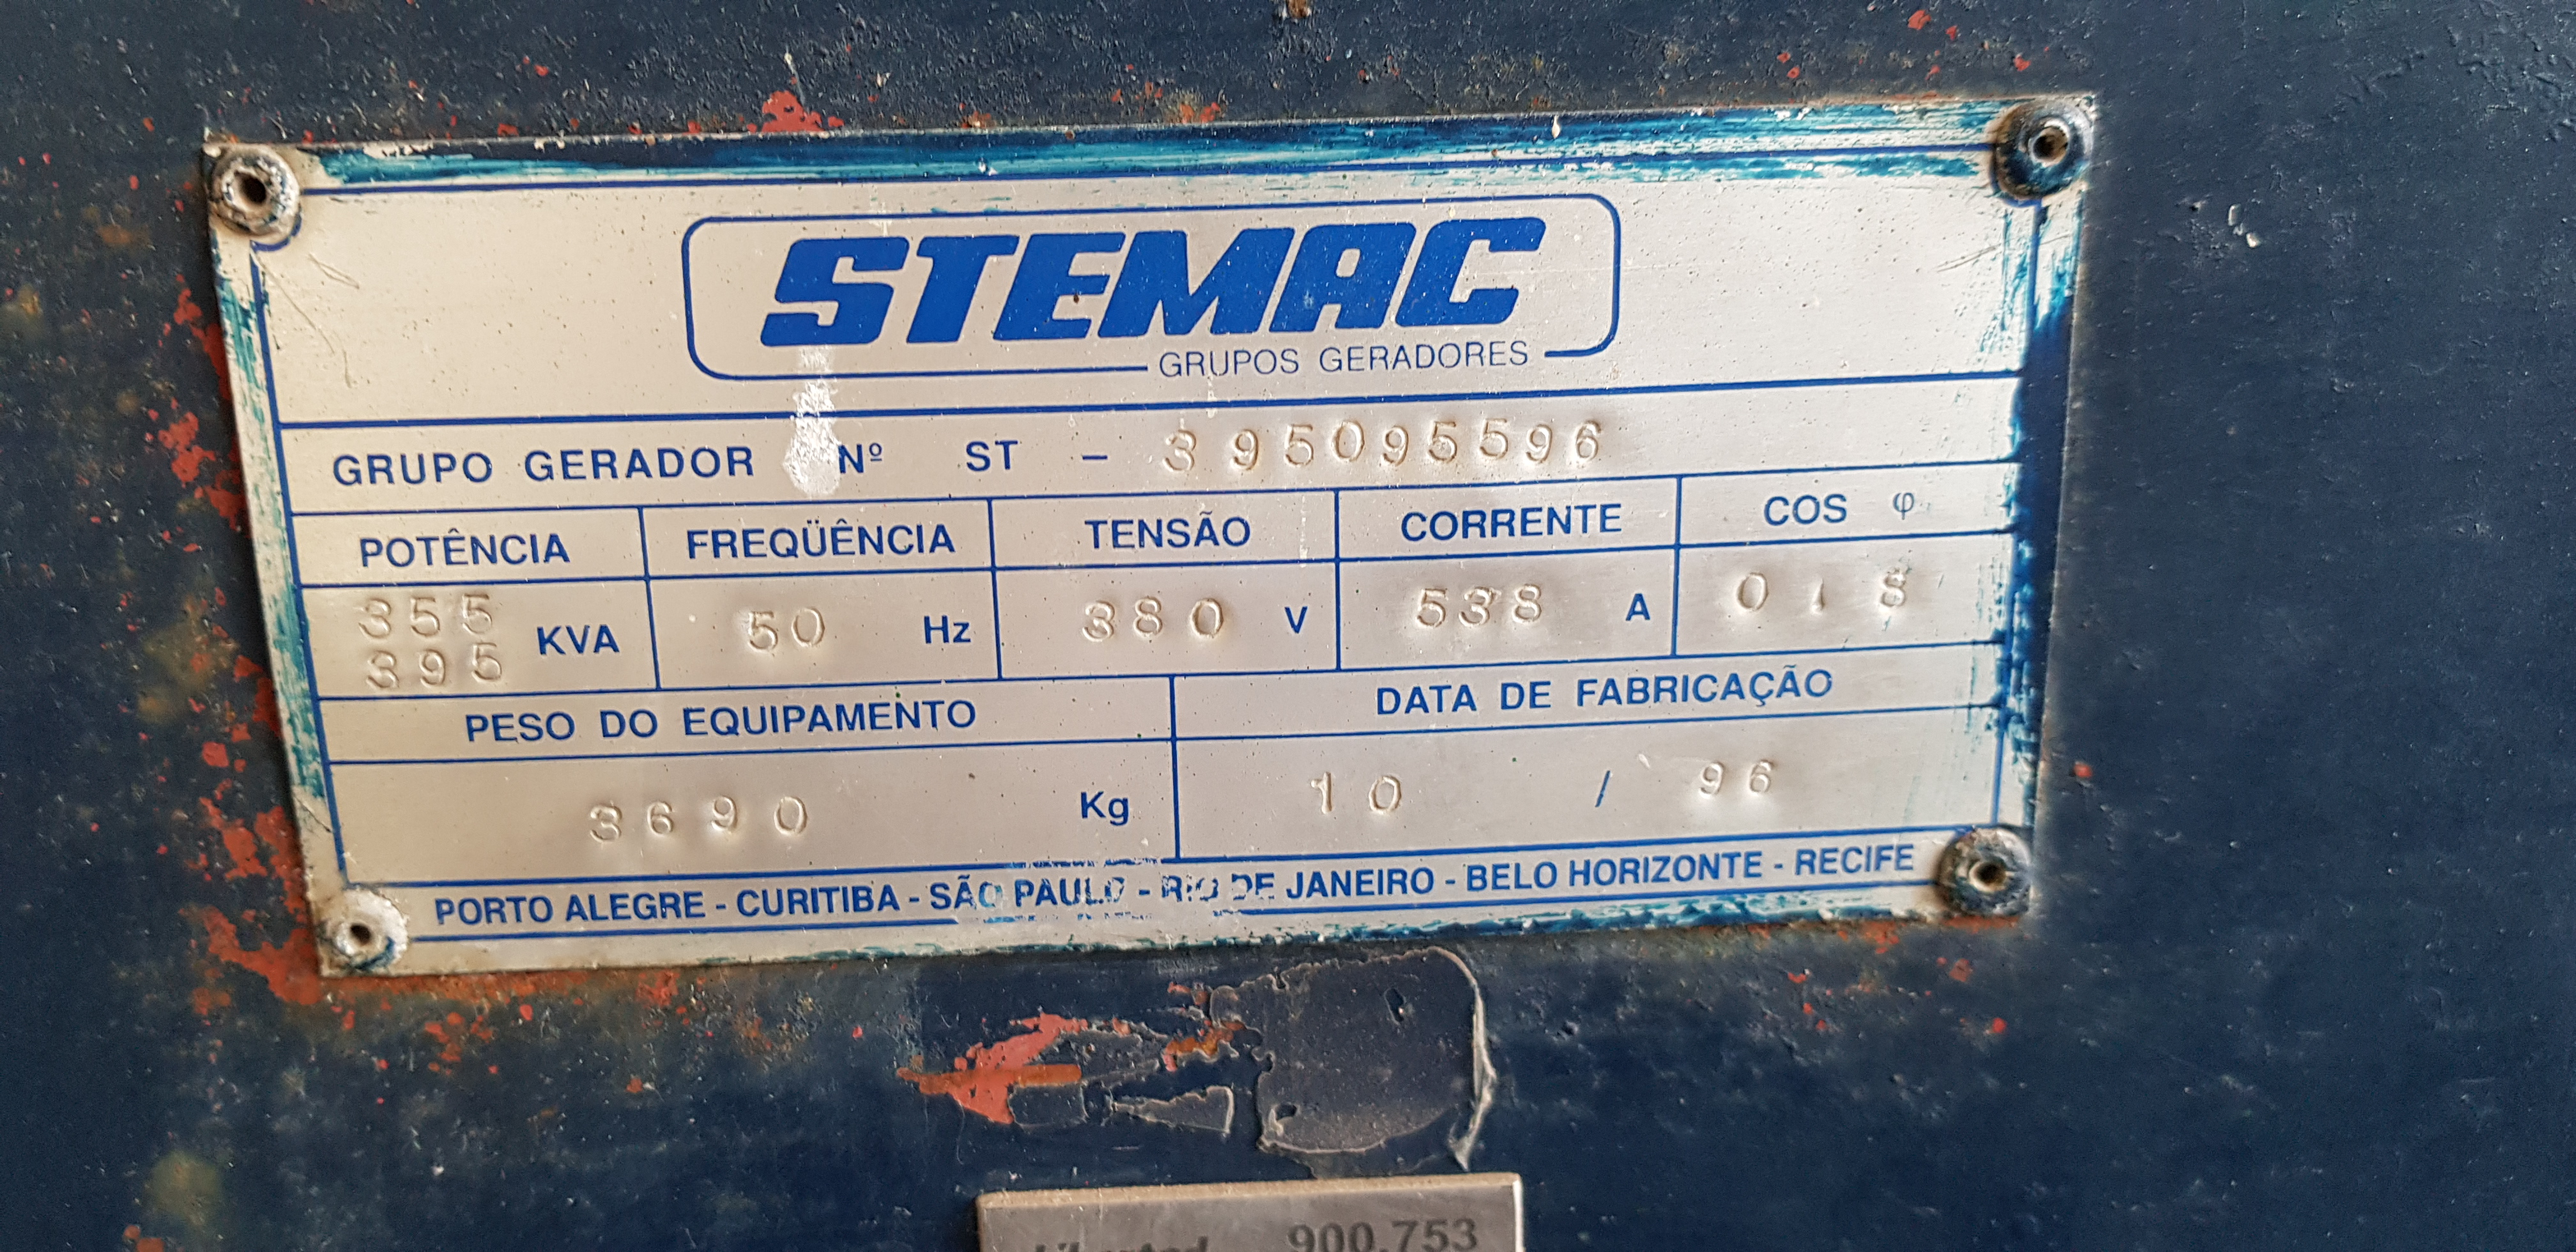 STEMAC
GRUPOS GERADORES
GRUPO GERADOR Nº ST - 395095596
POTÊNCIA FREQÜÊNCIA TENSÃO CORRENTE COS φ
355
395 KVA 50 Hz 380 V 538 A 0,8
PESO DO EQUIPAMENTO DATA DE FABRICAÇÃO
3690 Kg 10 / 96
PORTO ALEGRE - CURITIBA - SÃO PAULO - RIO DE JANEIRO - BELO HORIZONTE - RECIFE
900.753